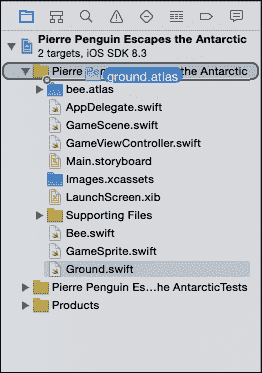 Pierre Penguin Escapes the Antarctic
2 targets, iOS SDK 8.3
Pierre Pe the Antarctic
ground.atlas
bee.atlas
AppDelegate.swift
GameScene.swift
GameViewController.swift
Main.storyboard
Images.xcassets
LaunchScreen.xib
Supporting Files
Bee.swift
GameSprite.swift
Ground.swift
Pierre Penguin Es...he AntarcticTests
Products